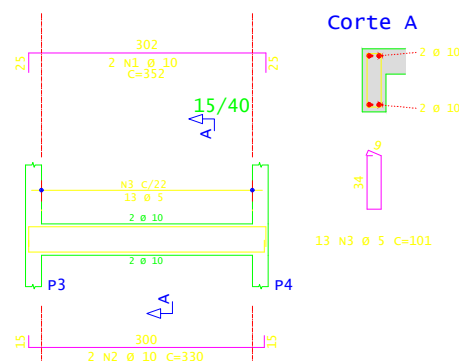 Corte A
302
25
2 N1 Ø 10
C=352
25
2 Ø 10
15/40
A
2 Ø 10
9
34
N3 C/22
13 Ø 5
2 Ø 10
13 N3 Ø 5 C=101
2 Ø 10
P3
P4
A
15
300
15
2 N2 Ø 10 C=330